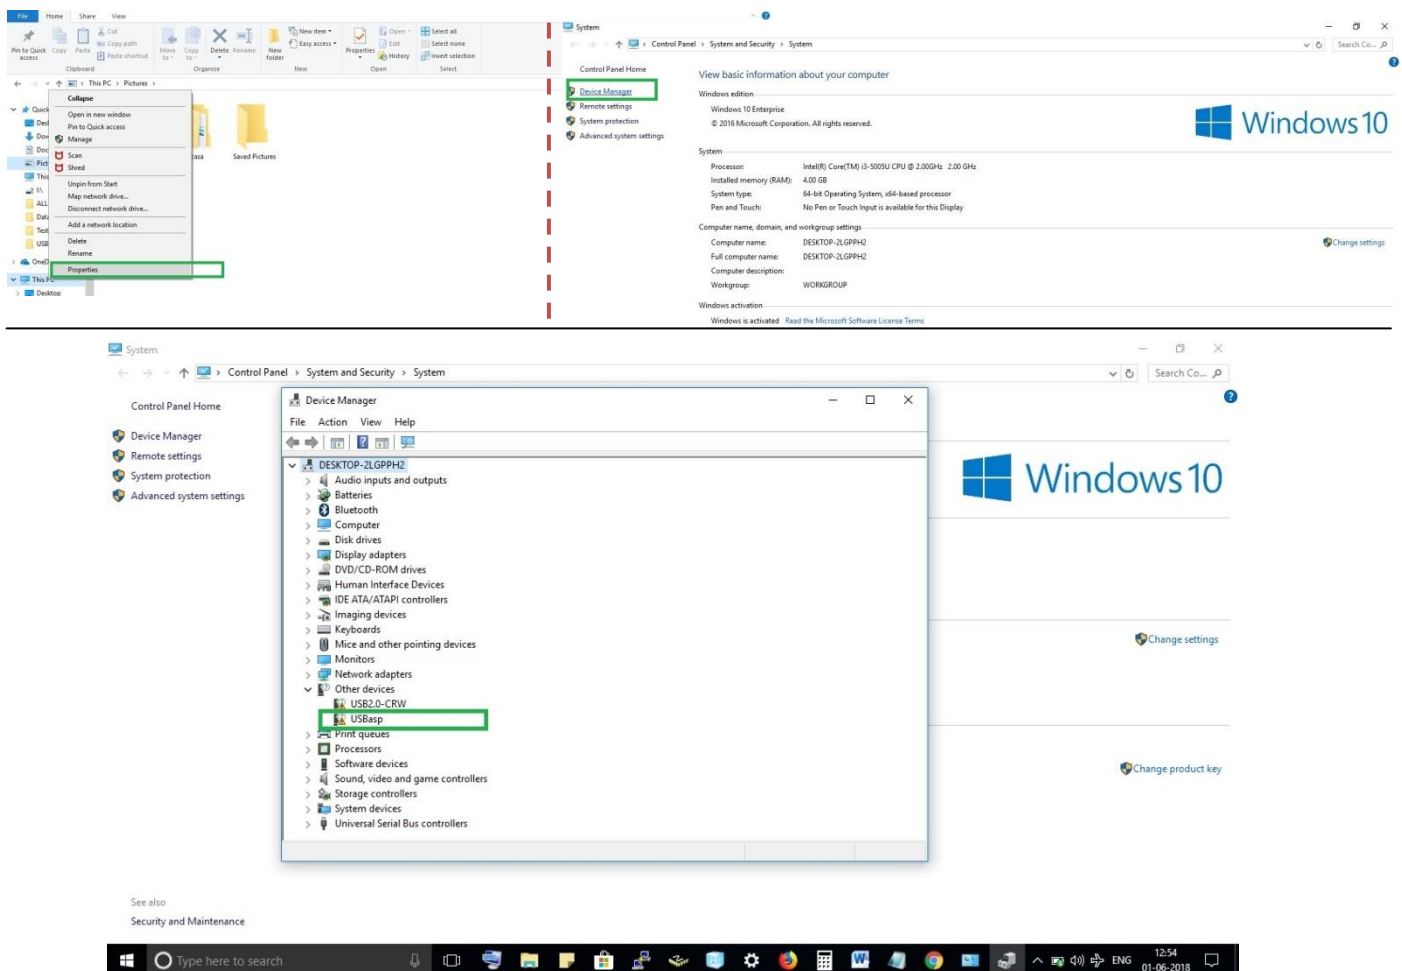 File Home Share View
Pin to Quick access
Copy
Paste
Cut
Copy path
Paste shortcut
Clipboard
Move to
Copy to
Delete
Rename
Organize
New folder
New item
Easy access
New
Properties
Open
Edit
History
Open
Select all
Select none
Invert selection
Select
This PC > Pictures >
Quick
Collapse
Open in new window
Pin to Quick access
Manage
Scan
Shred
Unpin from Start
Map network drive...
Disconnect network drive...
Add a network location
Delete
Rename
Properties
Saved Pictures
This PC
Desktop
System
Control Panel > System and Security > System
Search Co...
Control Panel Home
Device Manager
Remote settings
System protection
Advanced system settings
View basic information about your computer
Windows edition
Windows 10 Enterprise
© 2016 Microsoft Corporation. All rights reserved.
Windows 10
System
Processor: Intel(R) Core(TM) i3-5005U CPU @ 2.00GHz 2.00 GHz
Installed memory (RAM): 4.00 GB
System type: 64-bit Operating System, x64-based processor
Pen and Touch: No Pen or Touch Input is available for this Display
Computer name, domain, and workgroup settings
Computer name: DESKTOP-2LGPPH2
Change settings
Full computer name: DESKTOP-2LGPPH2
Computer description:
Workgroup: WORKGROUP
Windows activation
Windows is activated Read the Microsoft Software License Terms
System
Control Panel > System and Security > System
Search Co...
Control Panel Home
Device Manager
Remote settings
System protection
Advanced system settings
Device Manager
File Action View Help
DESKTOP-2LGPPH2
Audio inputs and outputs
Batteries
Bluetooth
Computer
Disk drives
Display adapters
DVD/CD-ROM drives
Human Interface Devices
IDE ATA/ATAPI controllers
Imaging devices
Keyboards
Mice and other pointing devices
Monitors
Network adapters
Other devices
USB2.0-CRW
USBasp
Print queues
Processors
Software devices
Sound, video and game controllers
Storage controllers
System devices
Universal Serial Bus controllers
Windows 10
Change settings
Change product key
See also
Security and Maintenance
Type here to search
ENG
12:54
01-06-2018